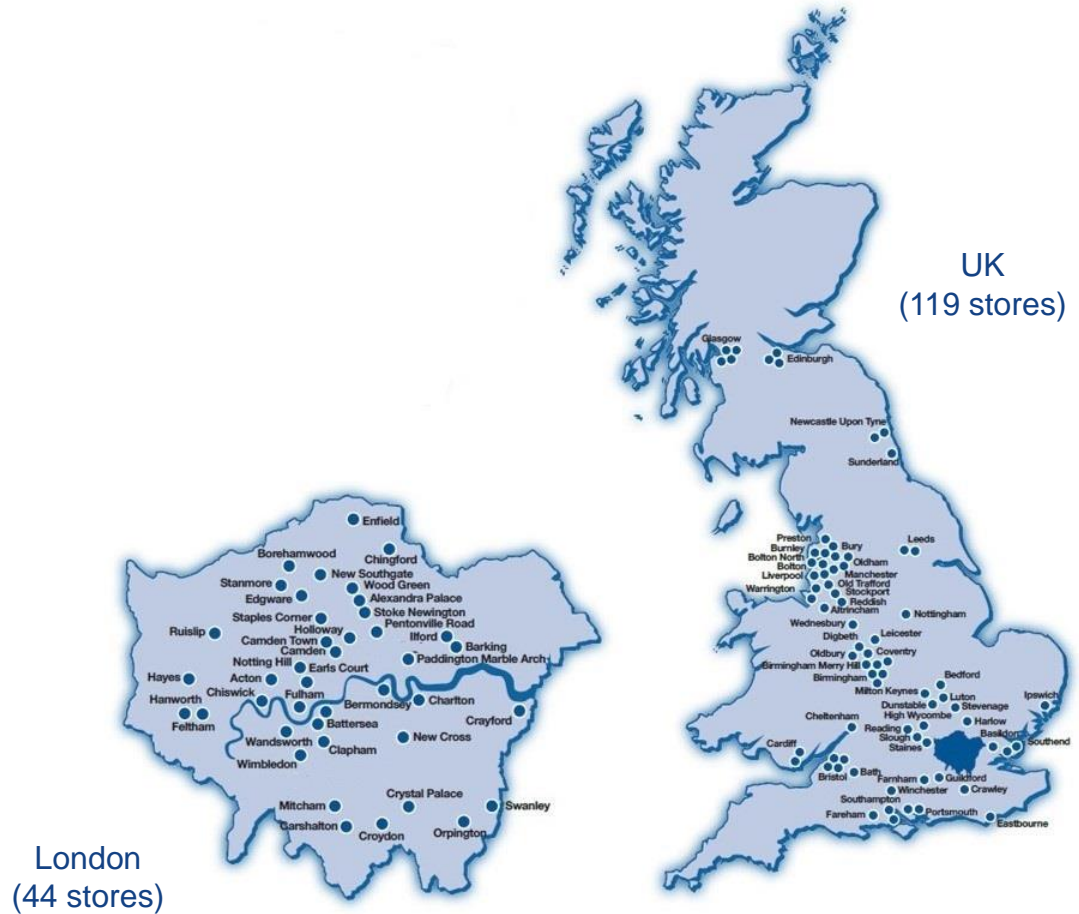 UK
(119 stores)
Glasgow
Edinburgh
Newcastle Upon Tyne
Sunderland
Preston
Burnley
Bury
Leeds
Bolton North
Oldham
Bolton
Manchester
Liverpool
Old Trafford
Warrington
Stockport
Reddish
Altrincham
Nottingham
Wednesbury
Digbeth
Leicester
Oldbury
Coventry
Birmingham Merry Hill
Birmingham
Bedford
Milton Keynes
Luton
Ipswich
Dunstable
Stevenage
High Wycombe
Cheltenham
Harlow
Reading
Basildon
Slough
Southend
Cardiff
Staines
Bristol
Bath
Farnham
Guildford
Winchester
Crawley
Southampton
Fareham
Portsmouth
Eastbourne
Enfield
Chingford
Borehamwood
New Southgate
Stanmore
Wood Green
Edgware
Alexandra Palace
Stoke Newington
Staples Corner
Pentonville Road
Ruislip
Holloway
Ilford
Camden Town
Barking
Camden
Paddington Marble Arch
Notting Hill
Earls Court
Hayes
Acton
Chiswick
Fulham
Hanworth
Bermondsey
Charlton
Feltham
Crayford
Battersea
Wandsworth
New Cross
Clapham
Wimbledon
Crystal Palace
Mitcham
Swanley
Carshalton
Croydon
Orpington
London
(44 stores)